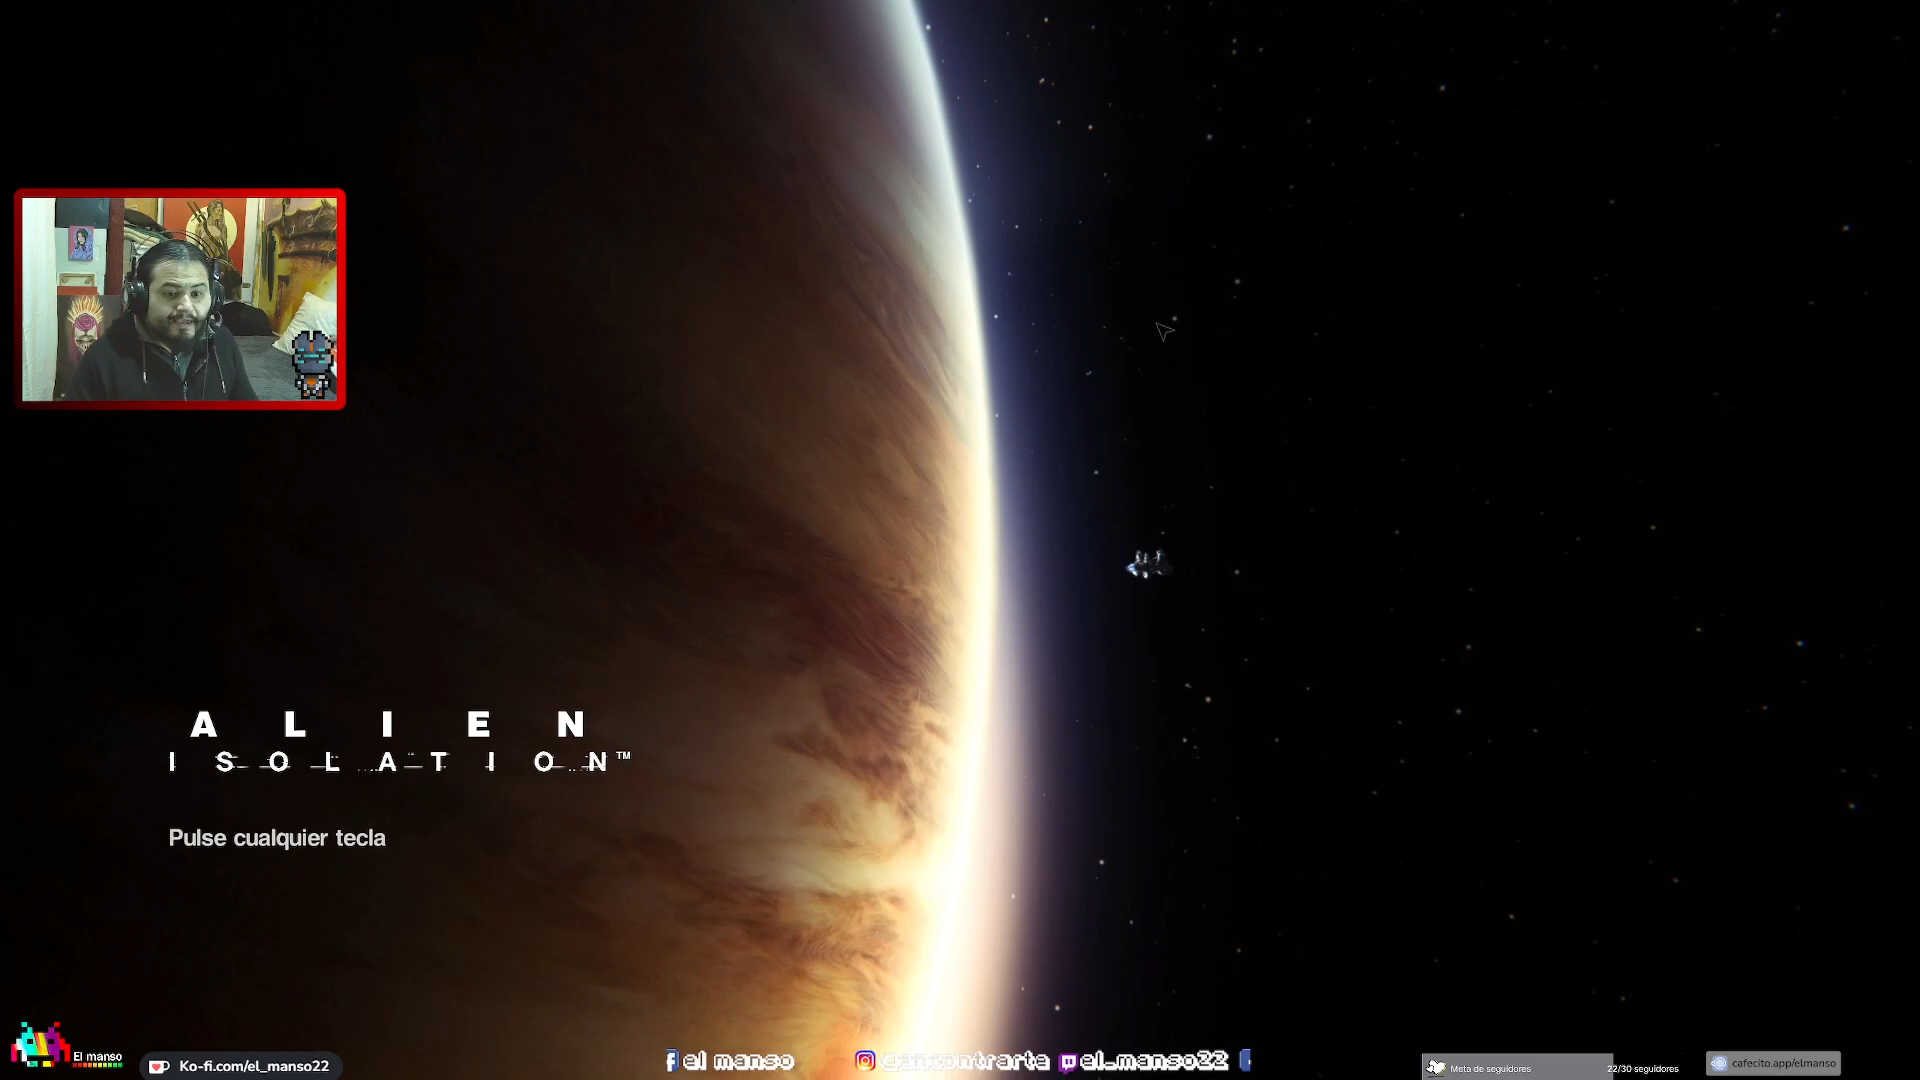 A L I E N
I S O L A T I O N™
Pulse cualquier tecla
El manso
Ko-fi.com/el_manso22
el manso
el_manso22
Meta de seguidores
22/30 seguidores
cafecito.app/elmanso